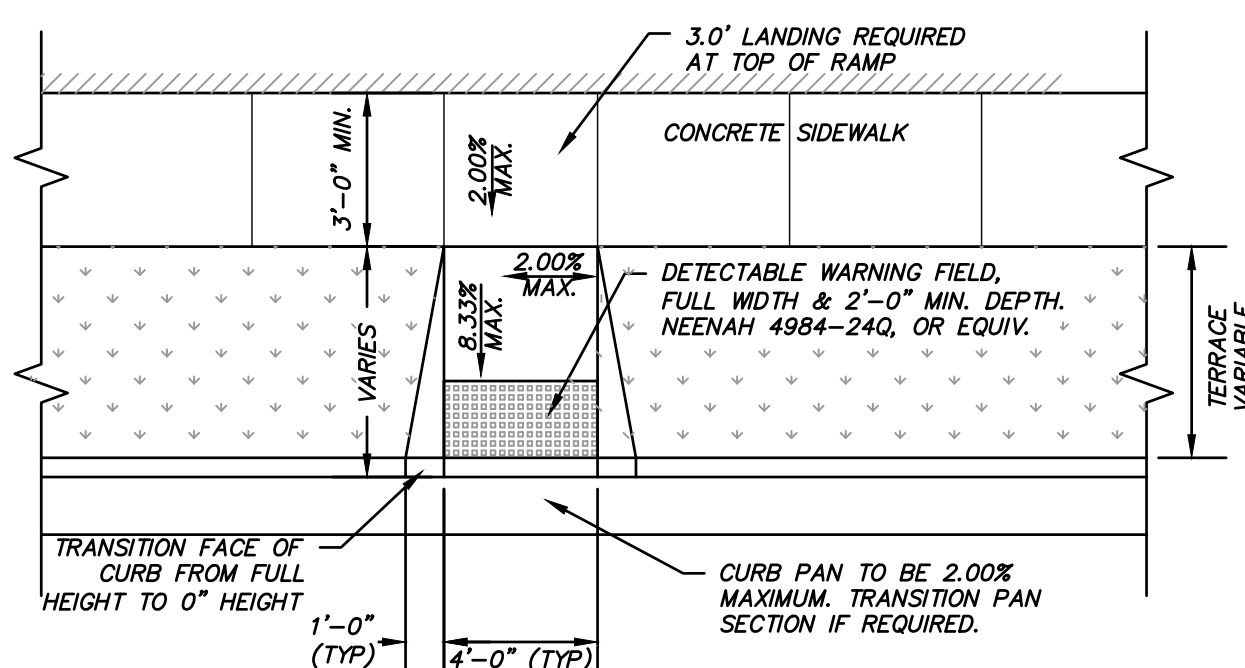 3.0' LANDING REQUIRED
AT TOP OF RAMP
3'-0" MIN.
2.00%
MAX.
CONCRETE SIDEWALK
2.00%
MAX.
8.33%
MAX.
VARIES
DETECTABLE WARNING FIELD,
FULL WIDTH & 2'-0" MIN. DEPTH.
NEENAH 4984-24Q, OR EQUIV.
TERRACE
VARIABLE
TRANSITION FACE OF
CURB FROM FULL
HEIGHT TO 0" HEIGHT
CURB PAN TO BE 2.00%
MAXIMUM. TRANSITION PAN
SECTION IF REQUIRED.
1'-0"
(TYP)
4'-0" (TYP)